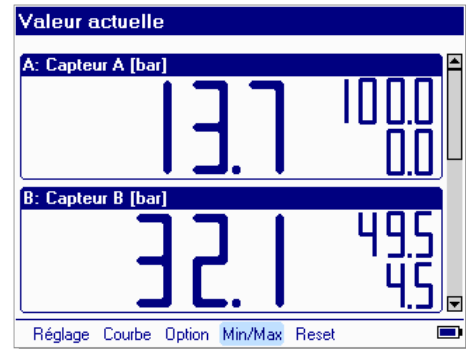 Valeur actuelle
A: Capteur A [bar]
13.7
100.0
0.0
B: Capteur B [bar]
32.1
49.5
4.5
Réglage Courbe Option Min/Max Reset